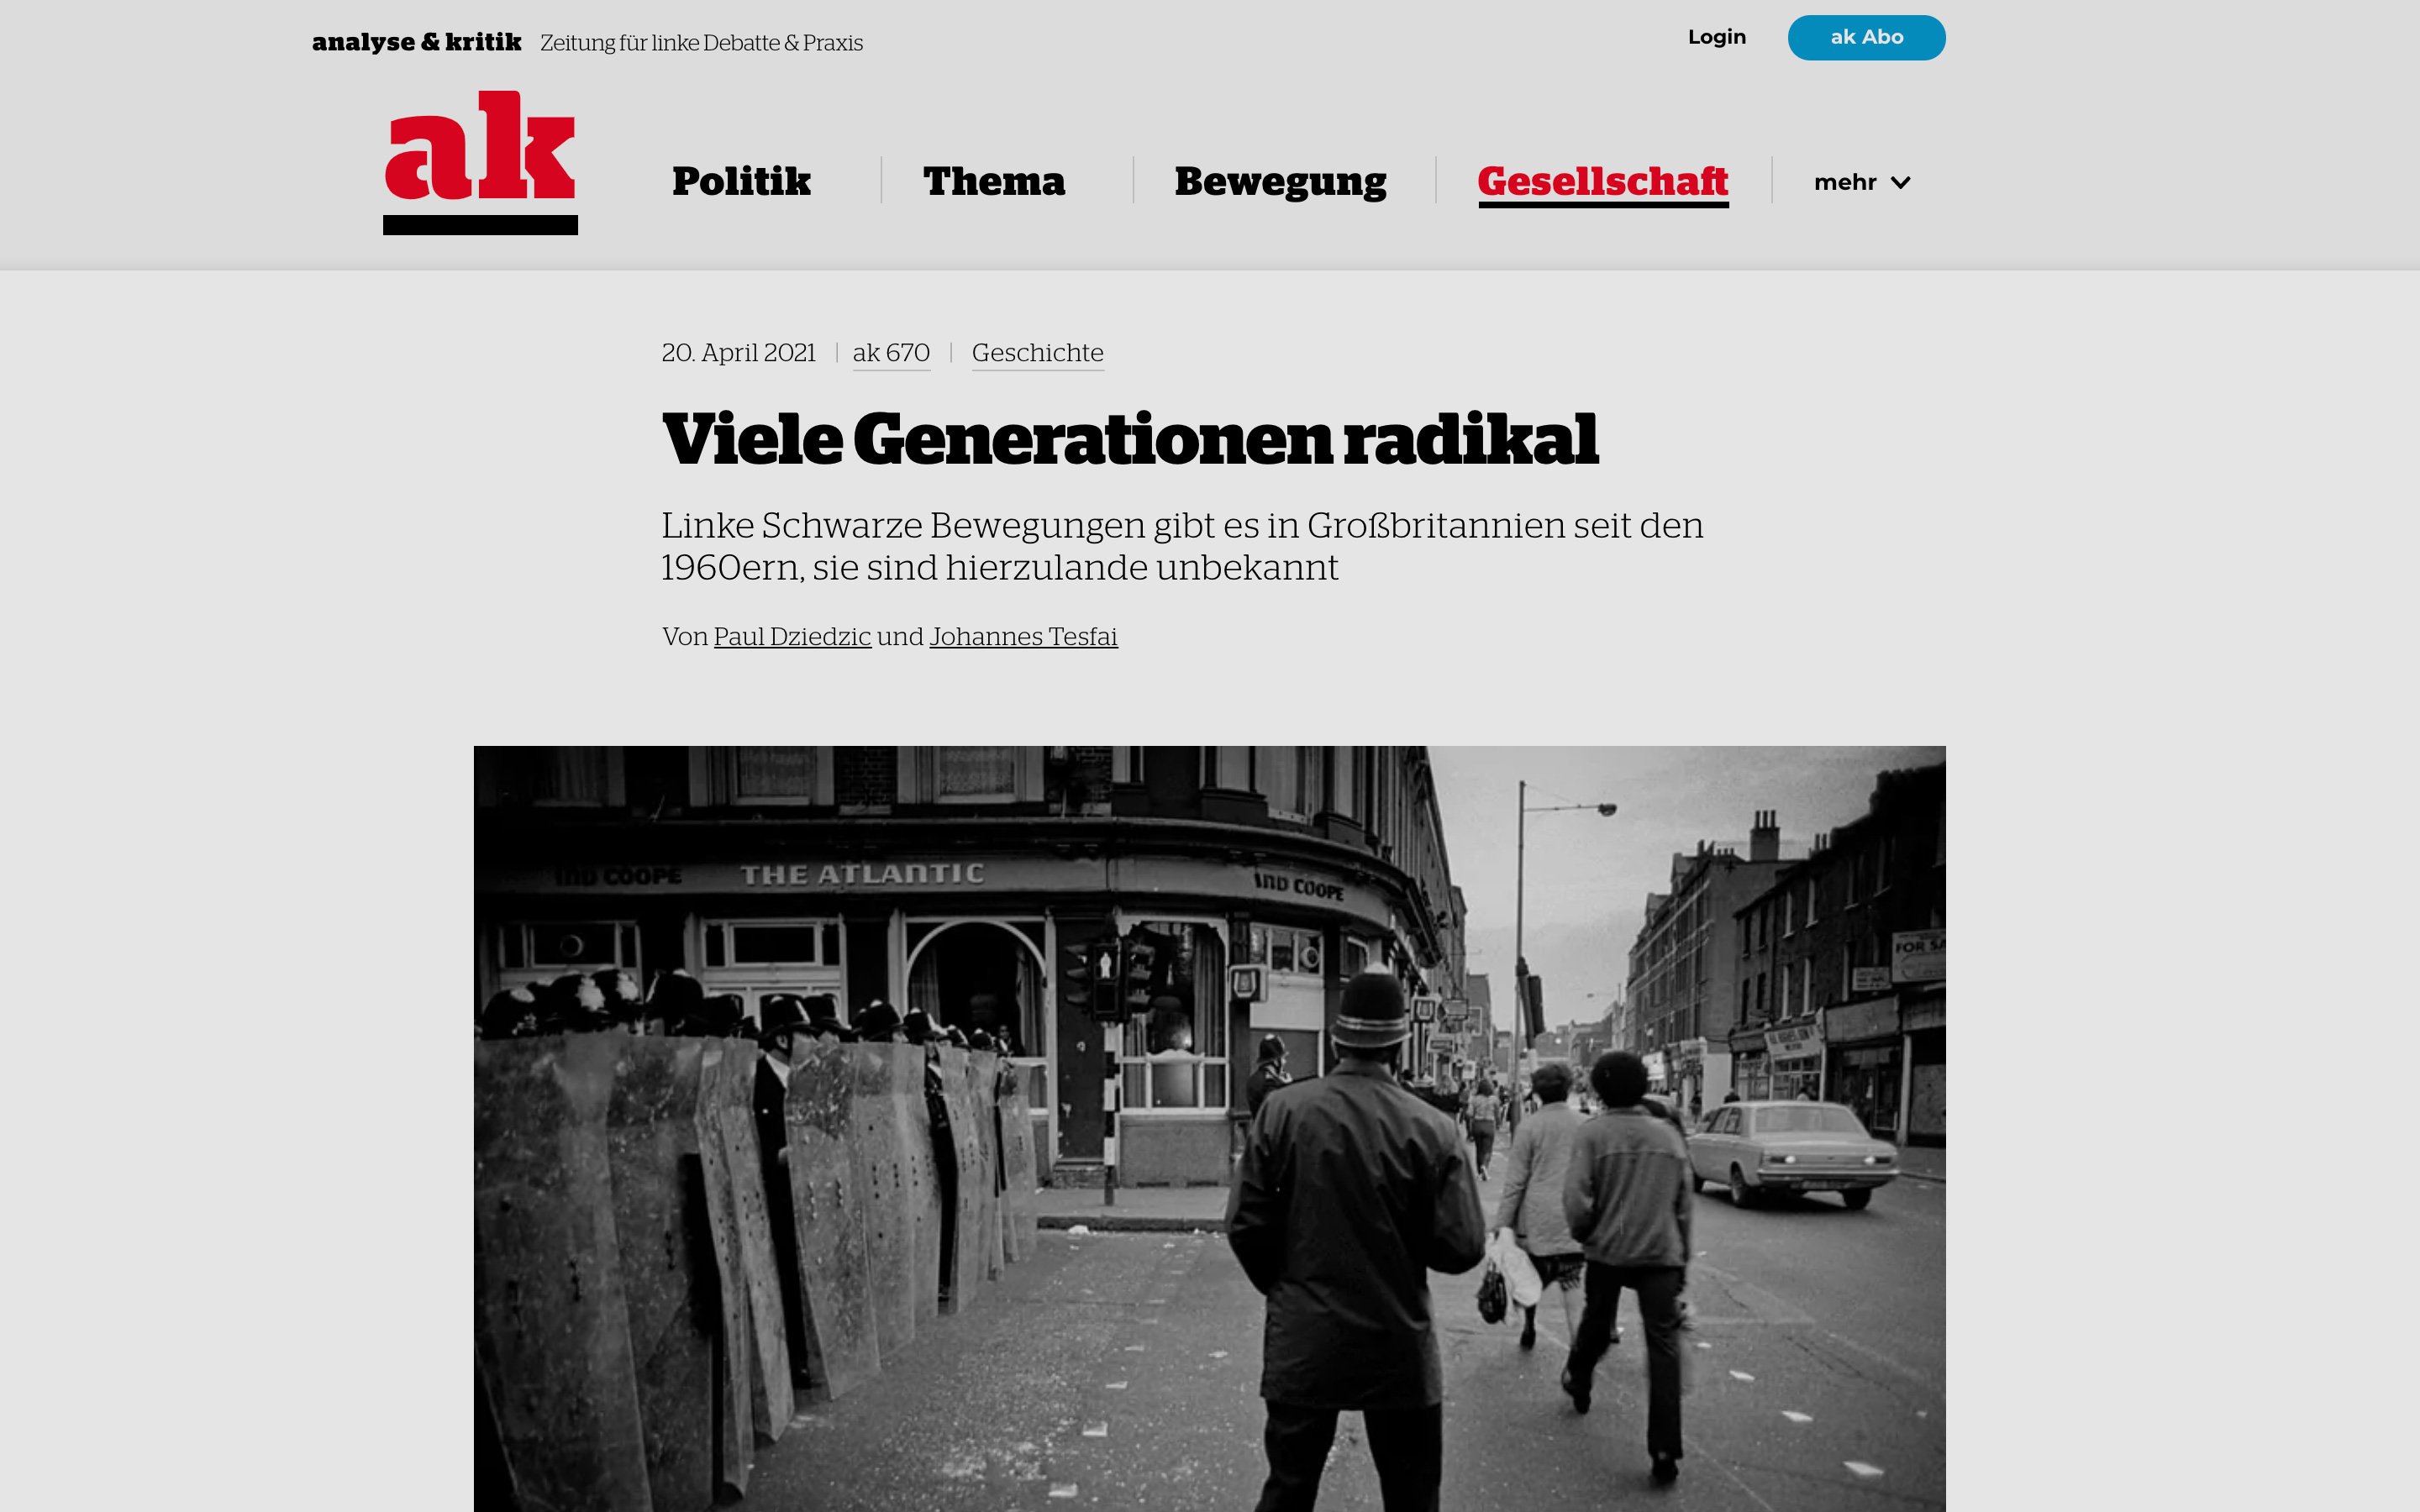 analyse & kritik Zeitung für linke Debatte & Praxis
Login
ak Abo
ak
Politik
Thema
Bewegung
Gesellschaft
mehr
20. April 2021 | ak 670 | Geschichte
Viele Generationen radikal
Linke Schwarze Bewegungen gibt es in Großbritannien seit den
1960ern, sie sind hierzulande unbekannt
Von Paul Dziedzic und Johannes Tesfai
IND COOPE
THE ATLANTIC
IND COOPE
FOR SA